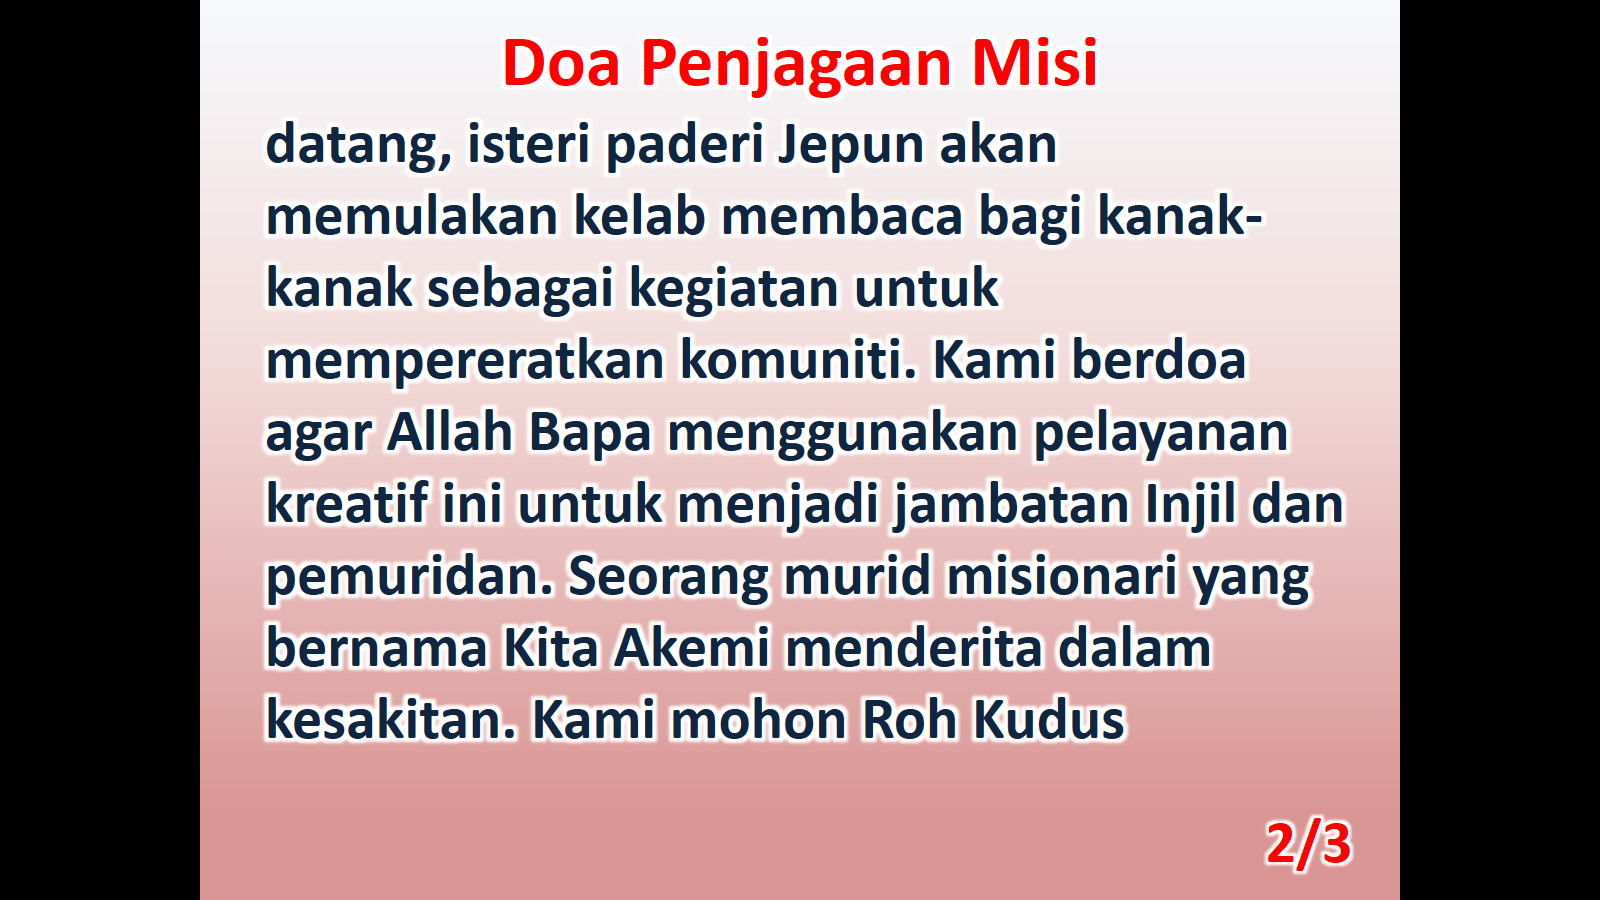 Doa Penjagaan Misi
datang, isteri paderi Jepun akan
memulakan kelab membaca bagi kanak-
kanak sebagai kegiatan untuk
mempereratkan komuniti. Kami berdoa
agar Allah Bapa menggunakan pelayanan
kreatif ini untuk menjadi jambatan Injil dan
pemuridan. Seorang murid misionari yang
bernama Kita Akemi menderita dalam
kesakitan. Kami mohon Roh Kudus
2/3